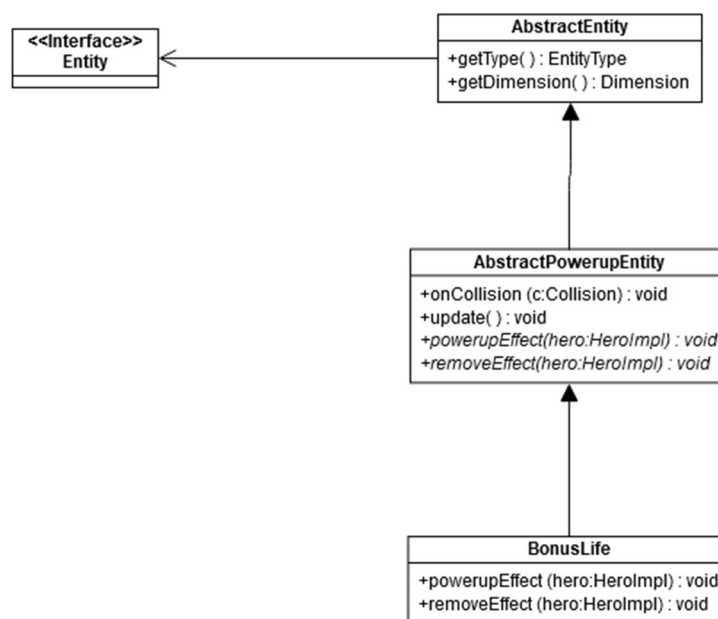 <<Interface>>
Entity
AbstractEntity
+getType( ) : EntityType
+getDimension( ) : Dimension
AbstractPowerupEntity
+onCollision (c:Collision) : void
+update( ) : void
+powerupEffect(hero:HeroImpl) : void
+removeEffect(hero:HeroImpl) : void
BonusLife
+powerupEffect (hero:HeroImpl) : void
+removeEffect (hero:HeroImpl) : void